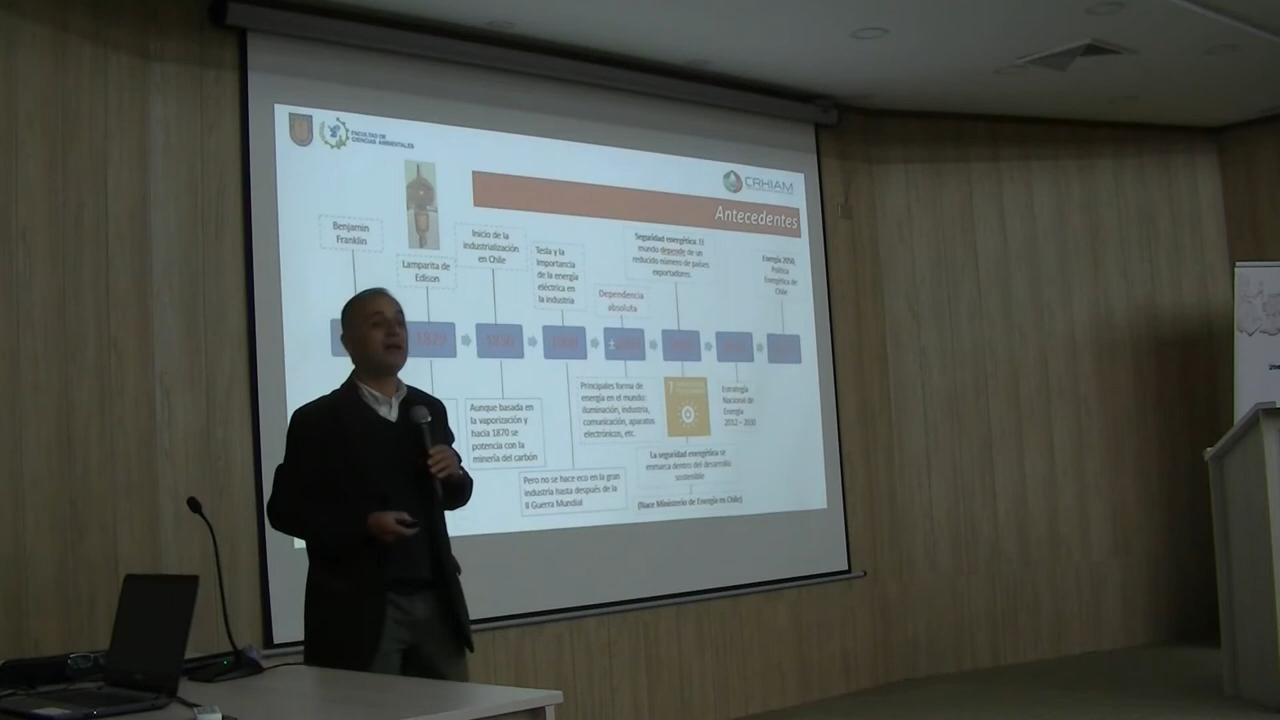 FACULTAD DE
CIENCIAS AMBIENTALES
CRHIAM
Antecedentes
Benjamin
Franklin
Lamparita de
Edison
Inicio de la
industrialización
en Chile
Tesla y la
importancia
de la energía
eléctrica en
la industria
Dependencia
absoluta
Seguridad energética: El
mundo depende de un
reducido número de países
exportadores.
Energía 2050,
Política
Energética de
Chile
1879
1850
Aunque basada en
la vaporización y
hacia 1870 se
potencia con la
minería del carbón
Pero no se hace eco en la gran
industria hasta después de la
II Guerra Mundial
Principales forma de
energía en el mundo:
iluminación, industria,
comunicación, aparatos
electrónicos, etc.
7
La seguridad energética se
enmarca dentro del desarrollo
sostenible
(Nace Ministerio de Energía en Chile)
Estrategia
Nacional de
Energía
2012 – 2030